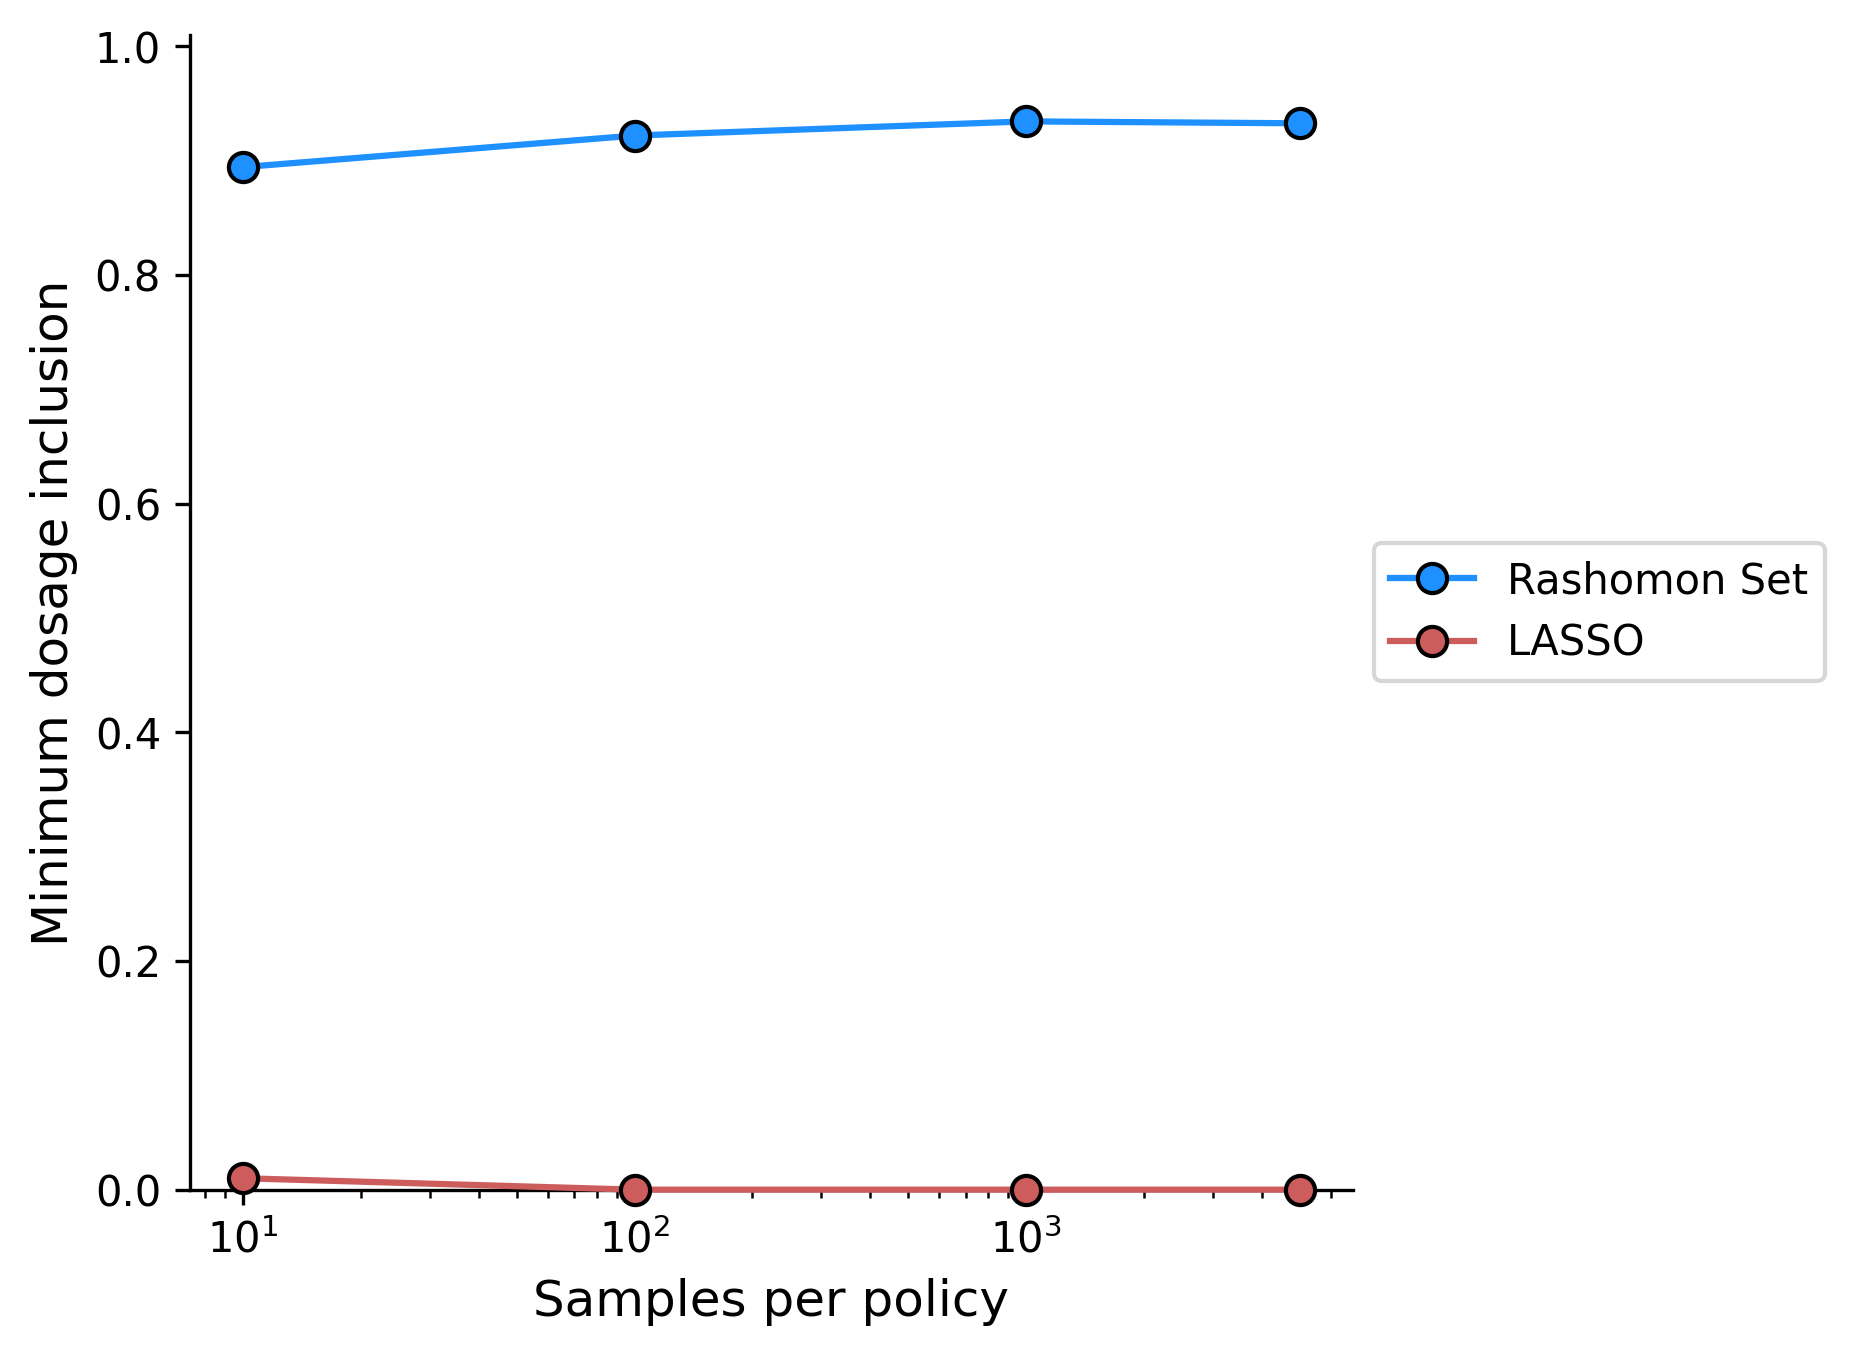 Minimum dosage inclusion
1.0
0.8
0.6
0.4
0.2
0.0
10¹ 10² 10³
Samples per policy
Rashomon Set
LASSO